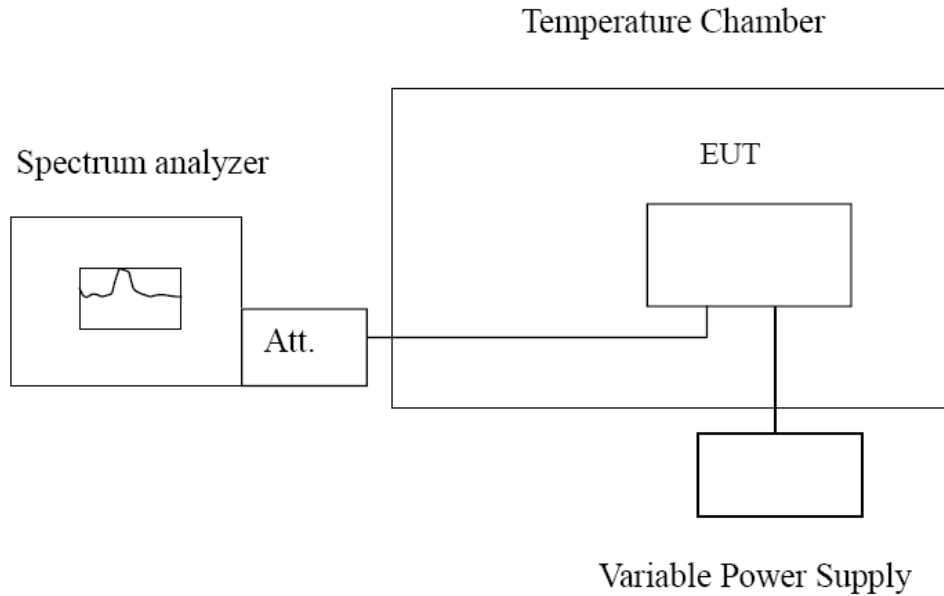 Temperature Chamber
EUT
Spectrum analyzer
Att.
Variable Power Supply